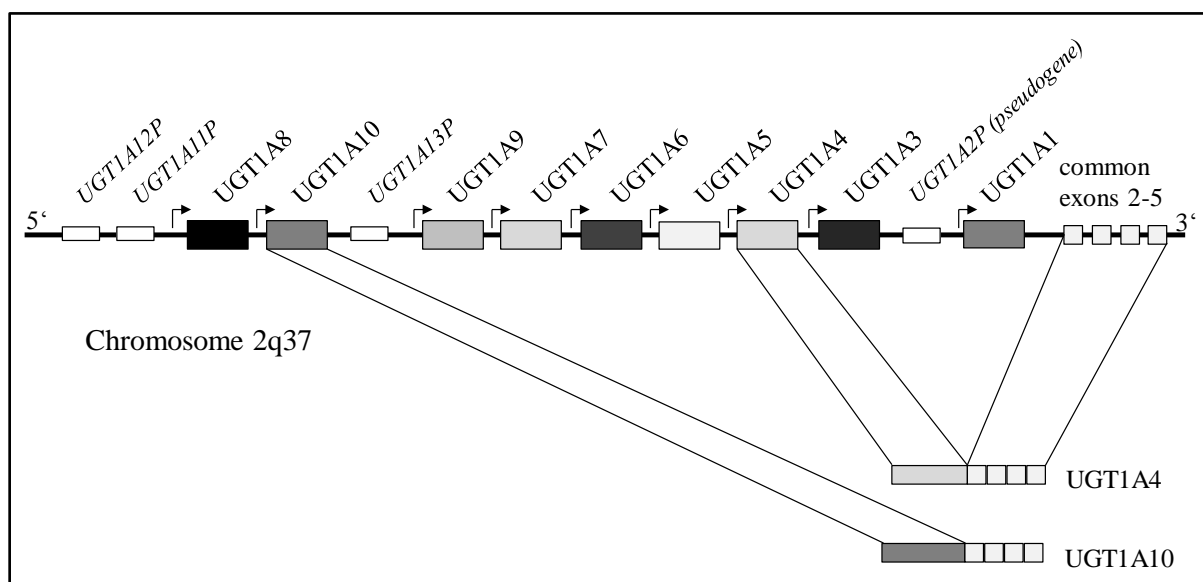 UGT1A12P
UGT1A11P
UGT1A8
UGT1A10
UGT1A13P
UGT1A9
UGT1A7
UGT1A6
UGT1A5
UGT1A4
UGT1A3
UGT1A2P (pseudogene)
UGT1A1
common
exons 2-5
5‘
3‘
Chromosome 2q37
UGT1A4
UGT1A10